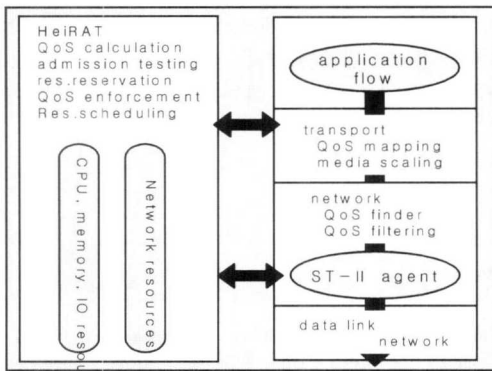 HeiRAT
QoS calculation
admission testing
res.reservation
QoS enforcement
Res.scheduling
CPU, memory, IO resou
Network resources
application
flow
transport
QoS mapping
media scaling
network
QoS finder
QoS filtering
ST-II agent
data link
network